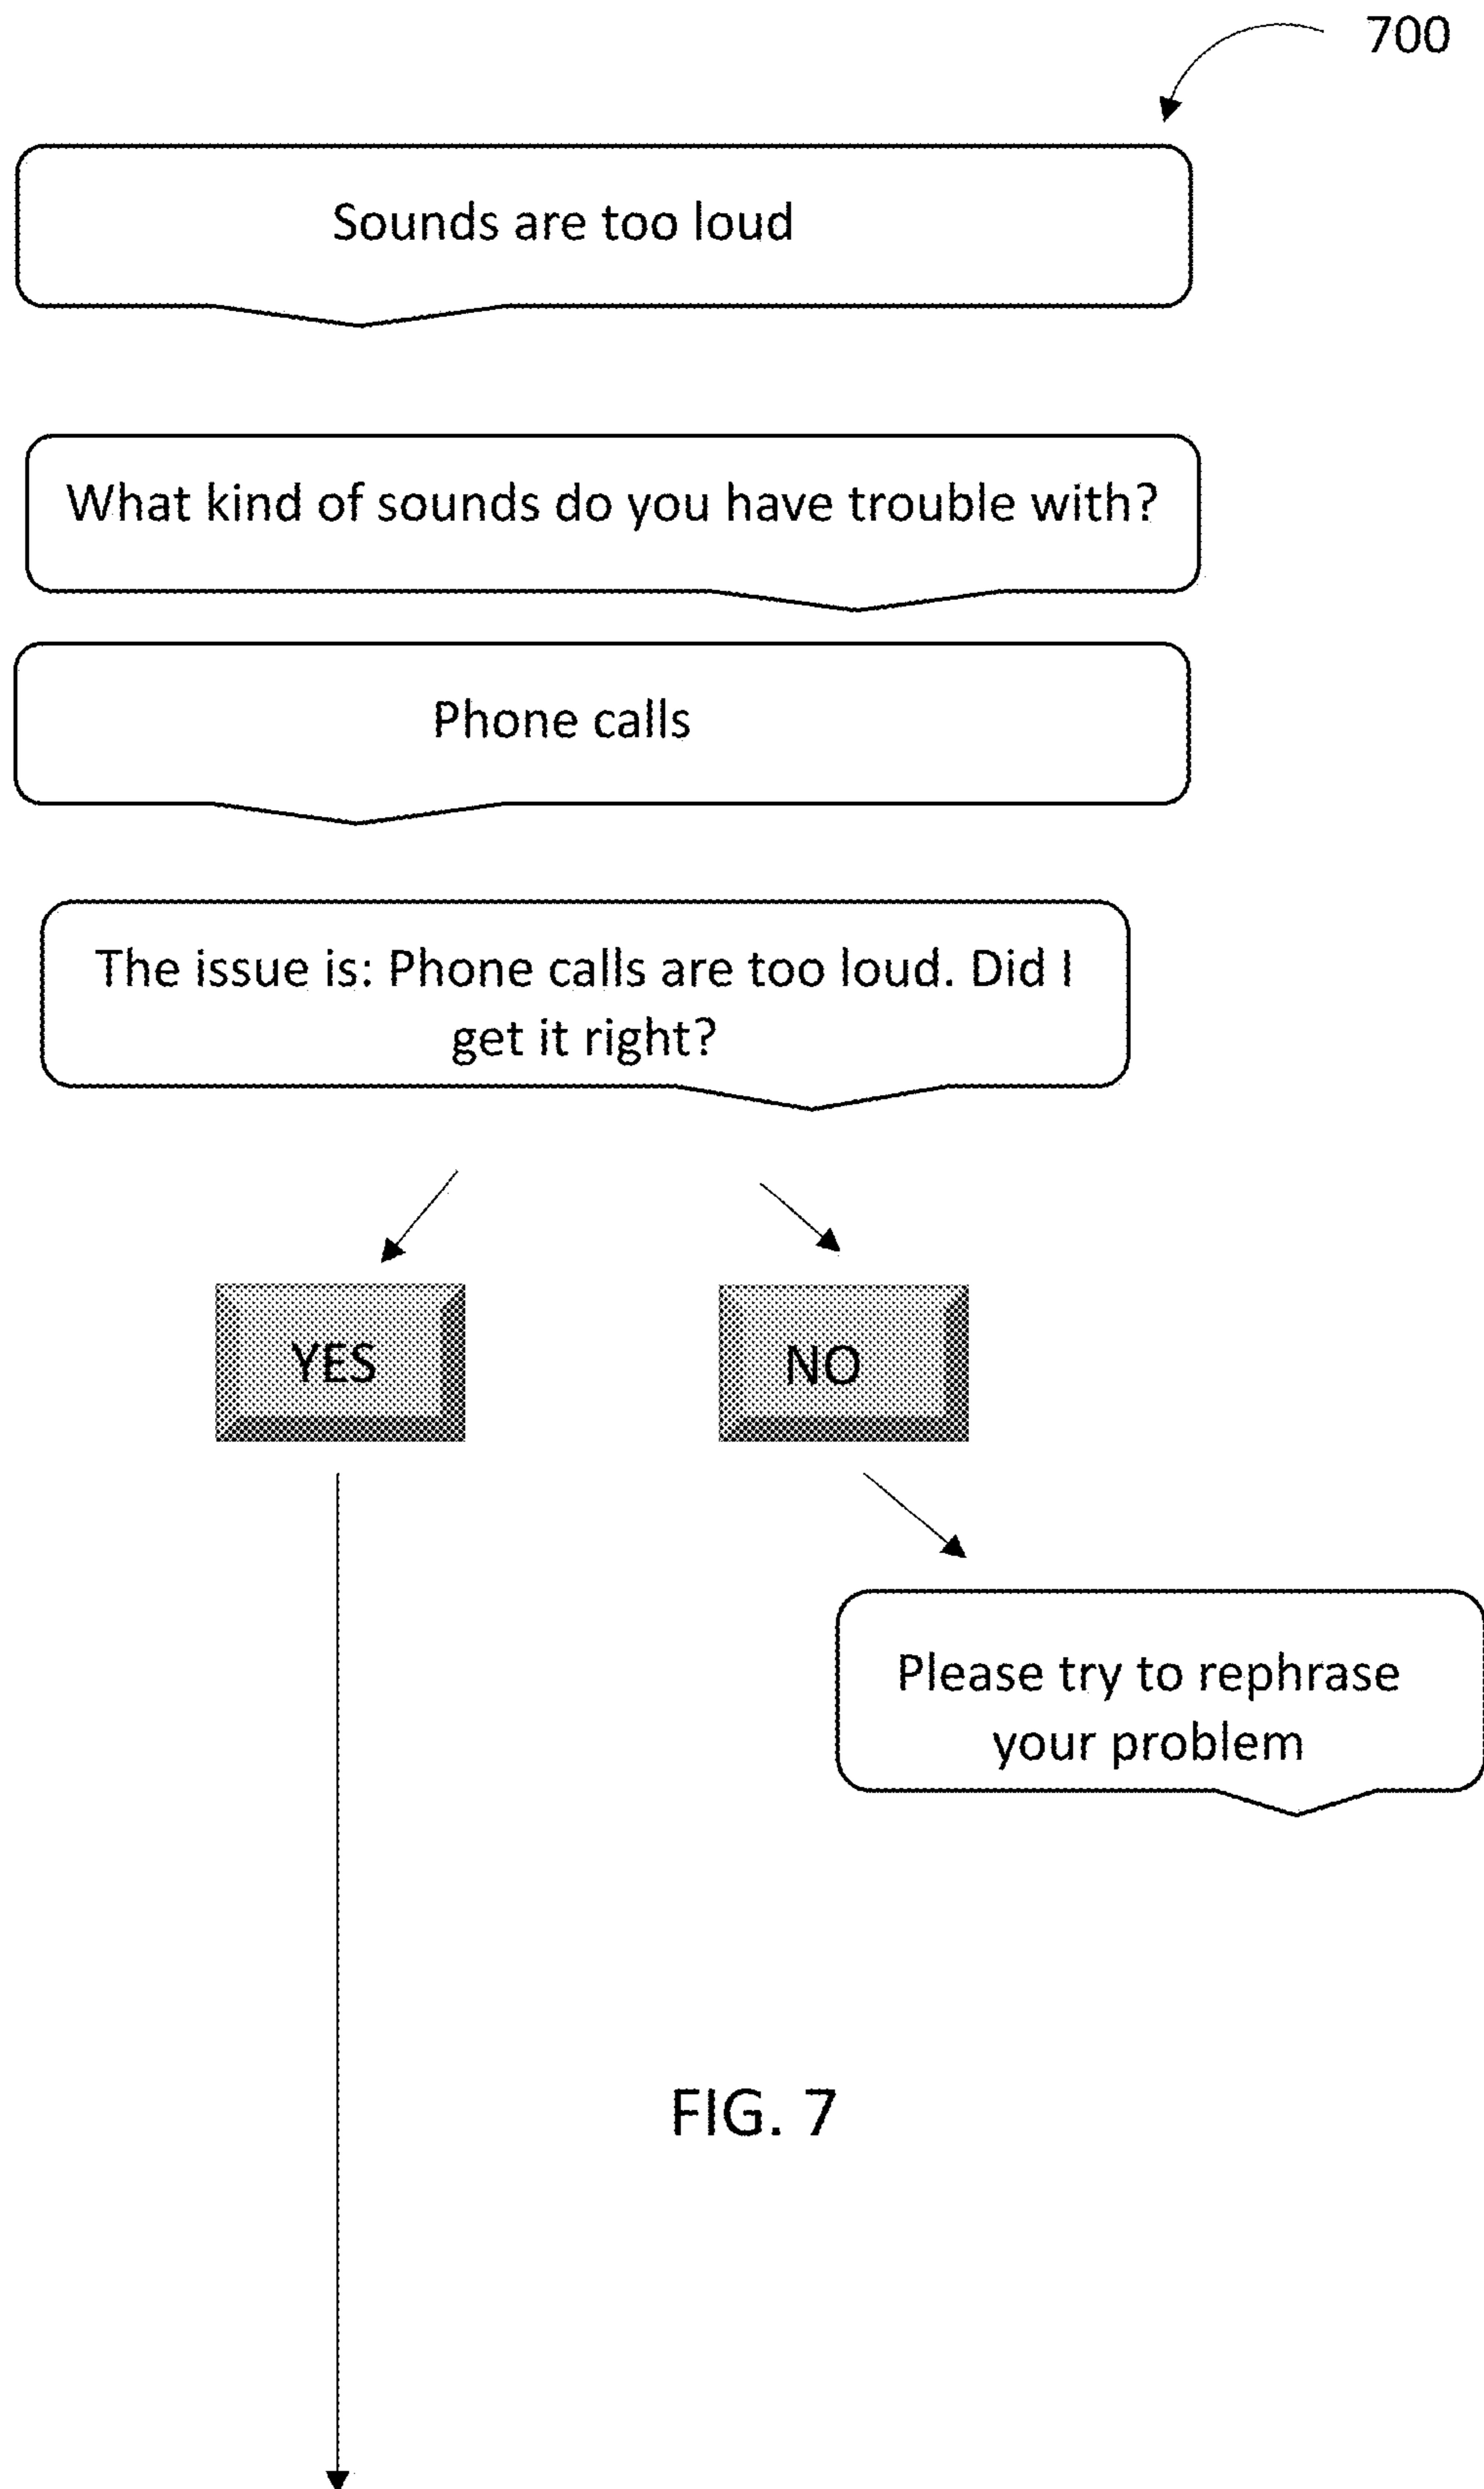 700
Sounds are too loud
What kind of sounds do you have trouble with?
Phone calls
The issue is: Phone calls are too loud. Did I
get it right?
YES
NO
Please try to rephrase
your problem
FIG. 7